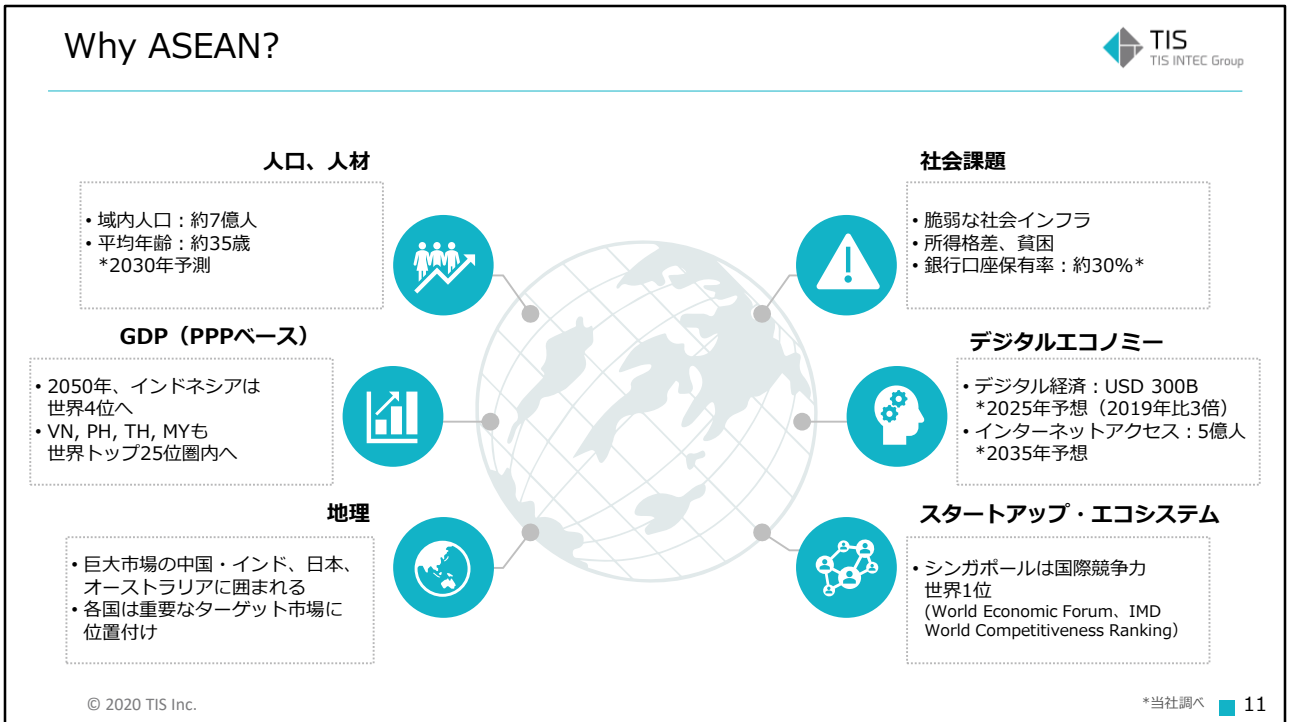 Why ASEAN?
TIS
TIS INTEC Group
人口、人材
• 域内人口：約7億人
• 平均年齢：約35歳
*2030年予測
GDP（PPPベース）
• 2050年、インドネシアは
世界4位へ
• VN, PH, TH, MYも
世界トップ25位圏内へ
地理
• 巨大市場の中国・インド、日本、
オーストラリアに囲まれる
• 各国は重要なターゲット市場に
位置付け
社会課題
• 脆弱な社会インフラ
• 所得格差、貧困
• 銀行口座保有率：約30%*
デジタルエコノミー
• デジタル経済：USD 300B
*2025年予想（2019年比3倍）
• インターネットアクセス：5億人
*2035年予想
スタートアップ・エコシステム
• シンガポールは国際競争力
世界1位
(World Economic Forum、IMD
World Competitiveness Ranking）
© 2020 TIS Inc.
*当社調べ
11